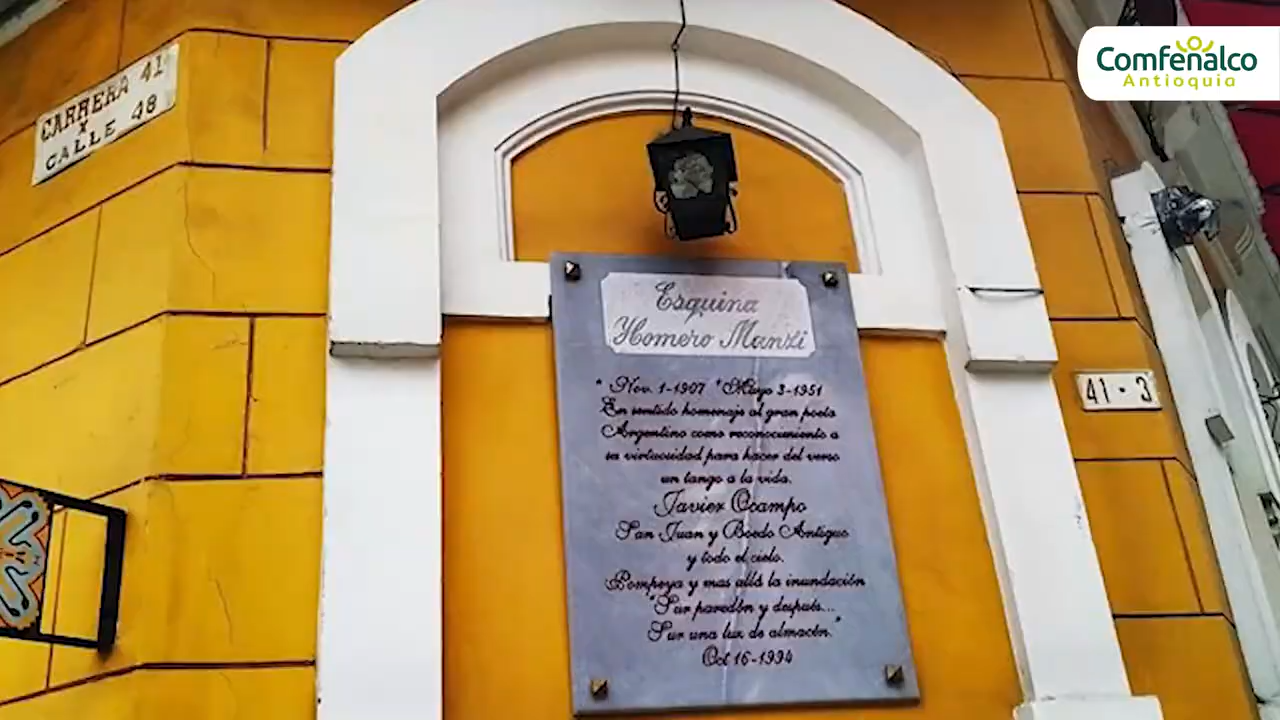 Comfenalco
Antioquia
CARRERA 41
Y
CALLE 48
Esquina
Homero Manzi
* Nov. 1-1907 † Mayo 3-1951
En sentido homenaje al gran poeta
Argentino como reconocimiento a
su virtuosidad para hacer del verso
un tango a la vida.
Javier Ocampo
San Juan y Boedo Antiguo
y todo el cielo.
Pompeya y mas allá la inundación
"Sur paredón y después...
Sur una luz de almacén."
Oct 16-1994
41 - 3